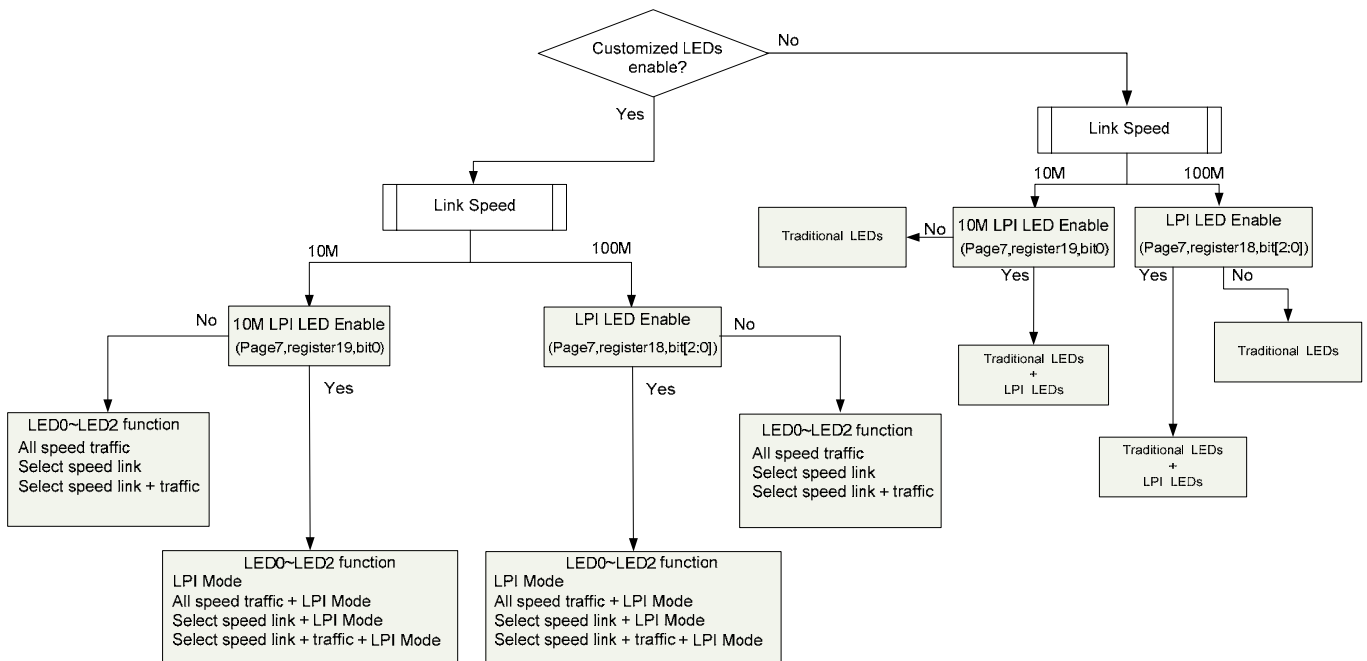 Customized LEDs
enable?
No
Yes
Link Speed
10M
100M
Link Speed
10M
100M
Traditional LEDs
No
10M LPI LED Enable
(Page7,register19,bit0)
Yes
LPI LED Enable
(Page7,register18,bit[2:0])
Yes
No
Traditional LEDs
+
LPI LEDs
Traditional LEDs
Traditional LEDs
+
LPI LEDs
No
10M LPI LED Enable
(Page7,register19,bit0)
Yes
LPI LED Enable
(Page7,register18,bit[2:0])
No
Yes
LED0~LED2 function
All speed traffic
Select speed link
Select speed link + traffic
LED0~LED2 function
All speed traffic
Select speed link
Select speed link + traffic
LED0~LED2 function
LPI Mode
All speed traffic + LPI Mode
Select speed link + LPI Mode
Select speed link + traffic + LPI Mode
LED0~LED2 function
LPI Mode
All speed traffic + LPI Mode
Select speed link + LPI Mode
Select speed link + traffic + LPI Mode